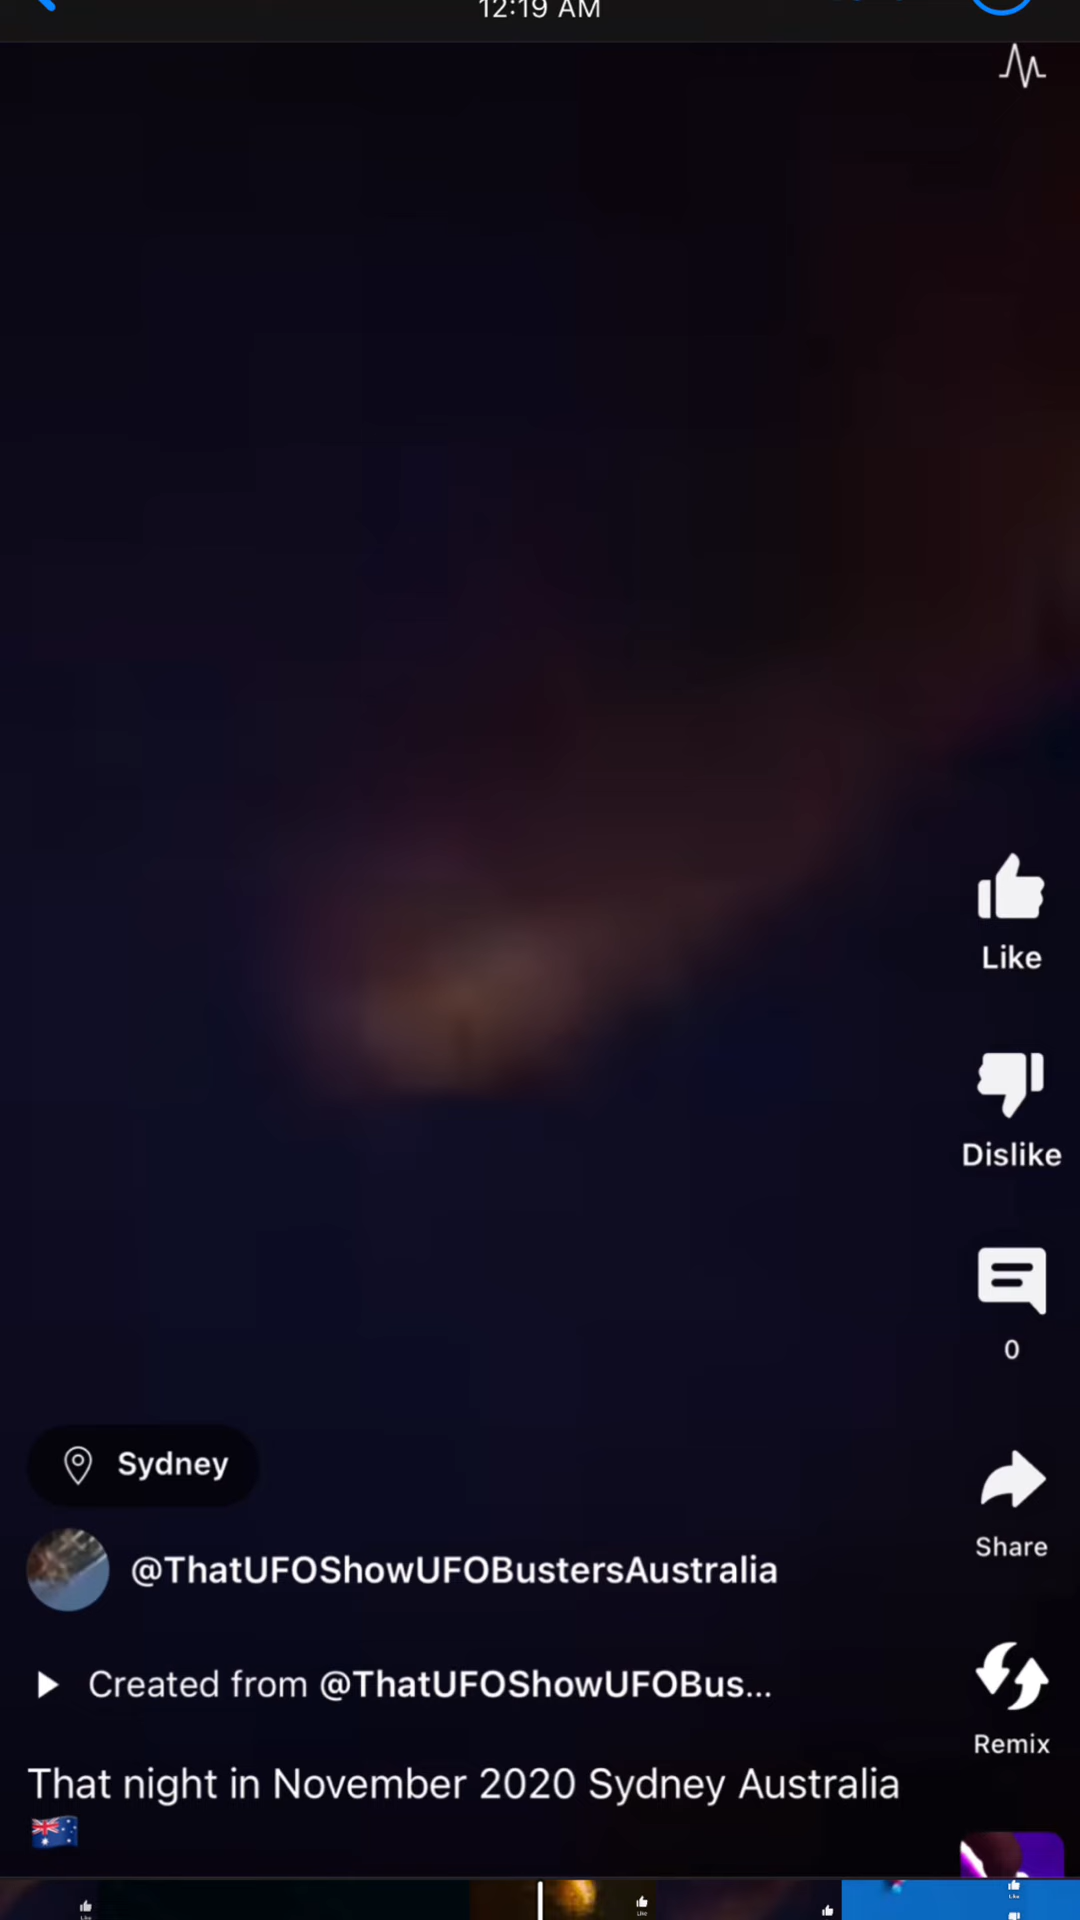 12:19 AM
Like
Dislike
0
Sydney
@ThatUFOShowUFOBustersAustralia
Share
Created from @ThatUFOShowUFOBus...
Remix
That night in November 2020 Sydney Australia